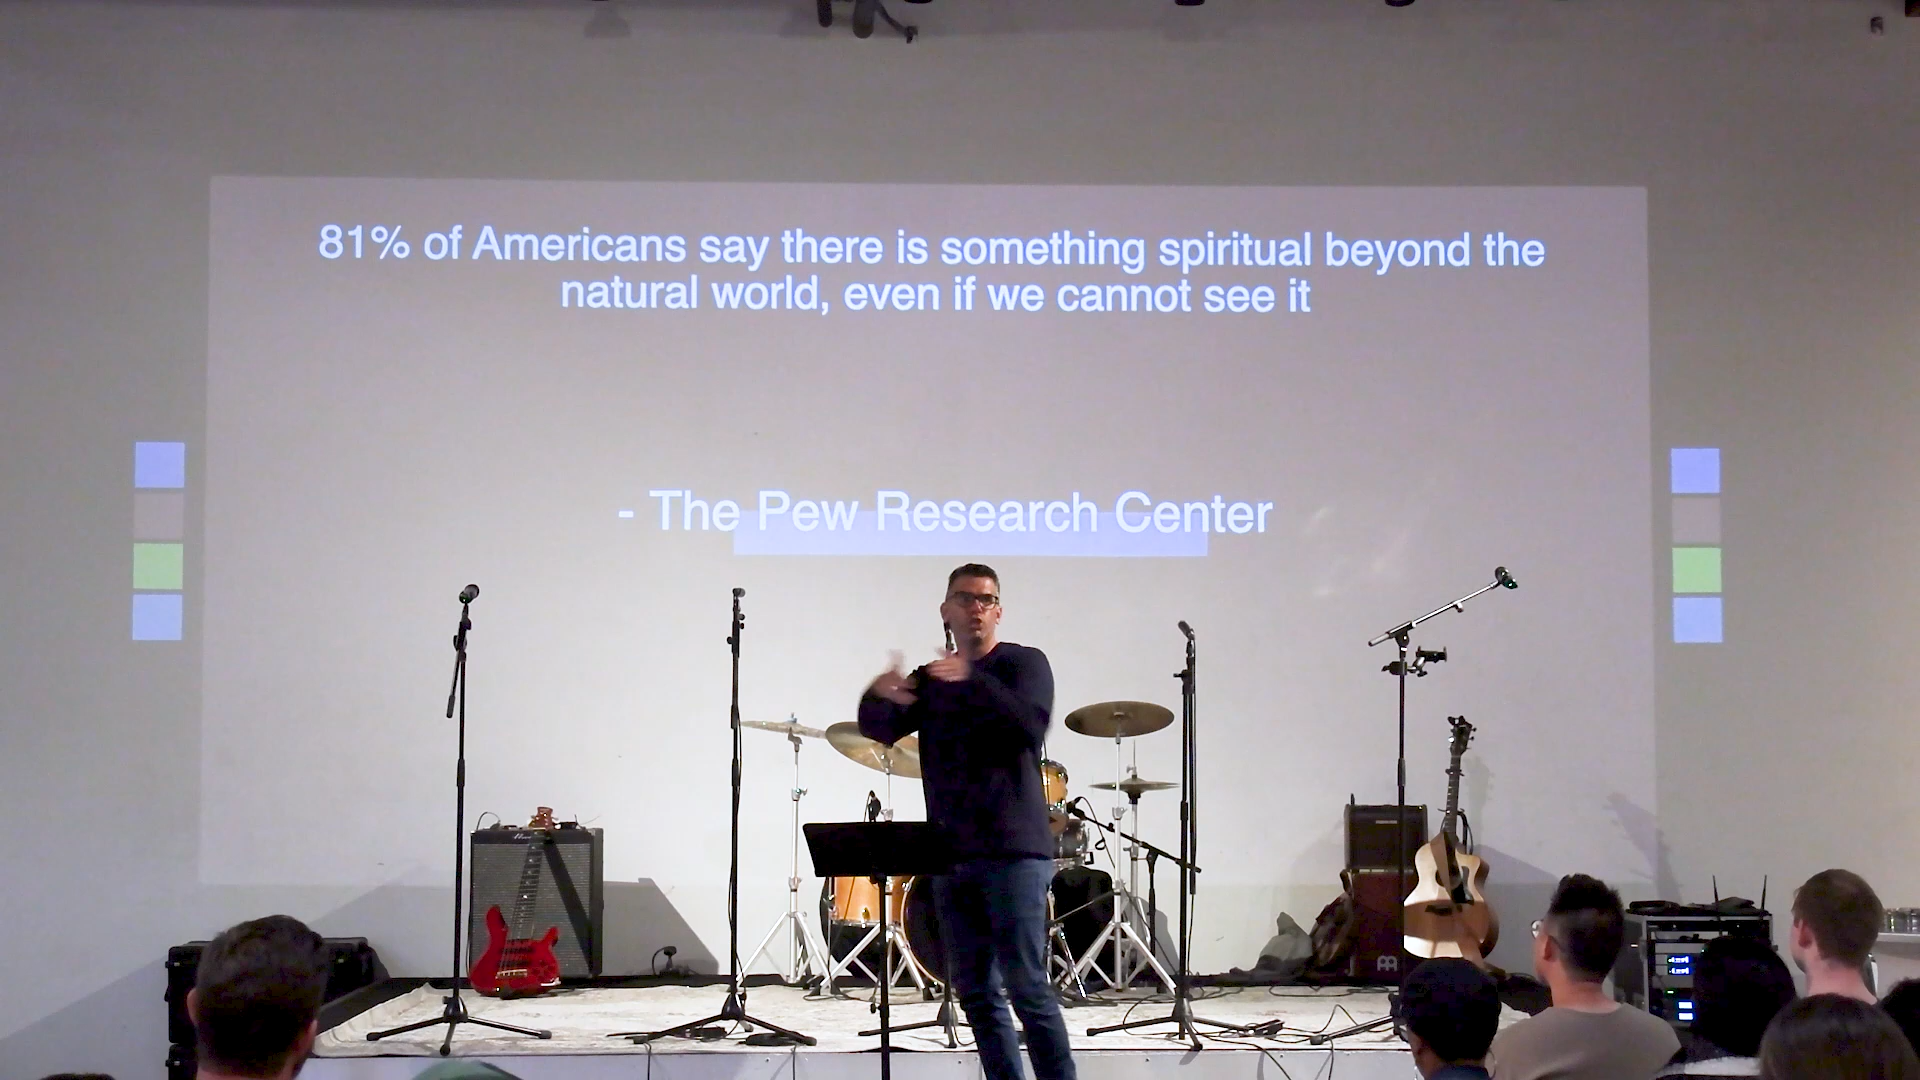 81% of Americans say there is something spiritual beyond the
natural world, even if we cannot see it
- The Pew Research Center